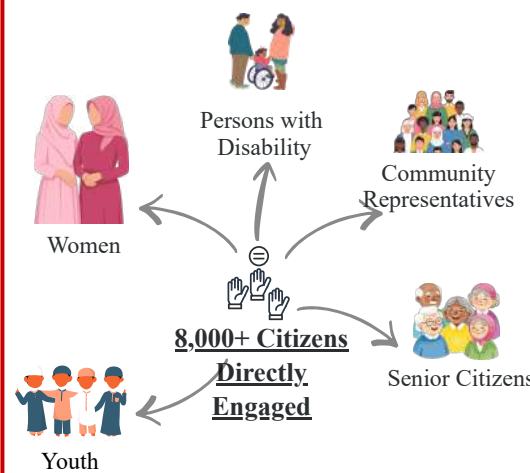 Persons with
Disability
Community
Representatives
Women
8,000+ Citizens
Directly
Engaged
Senior Citizens
Youth